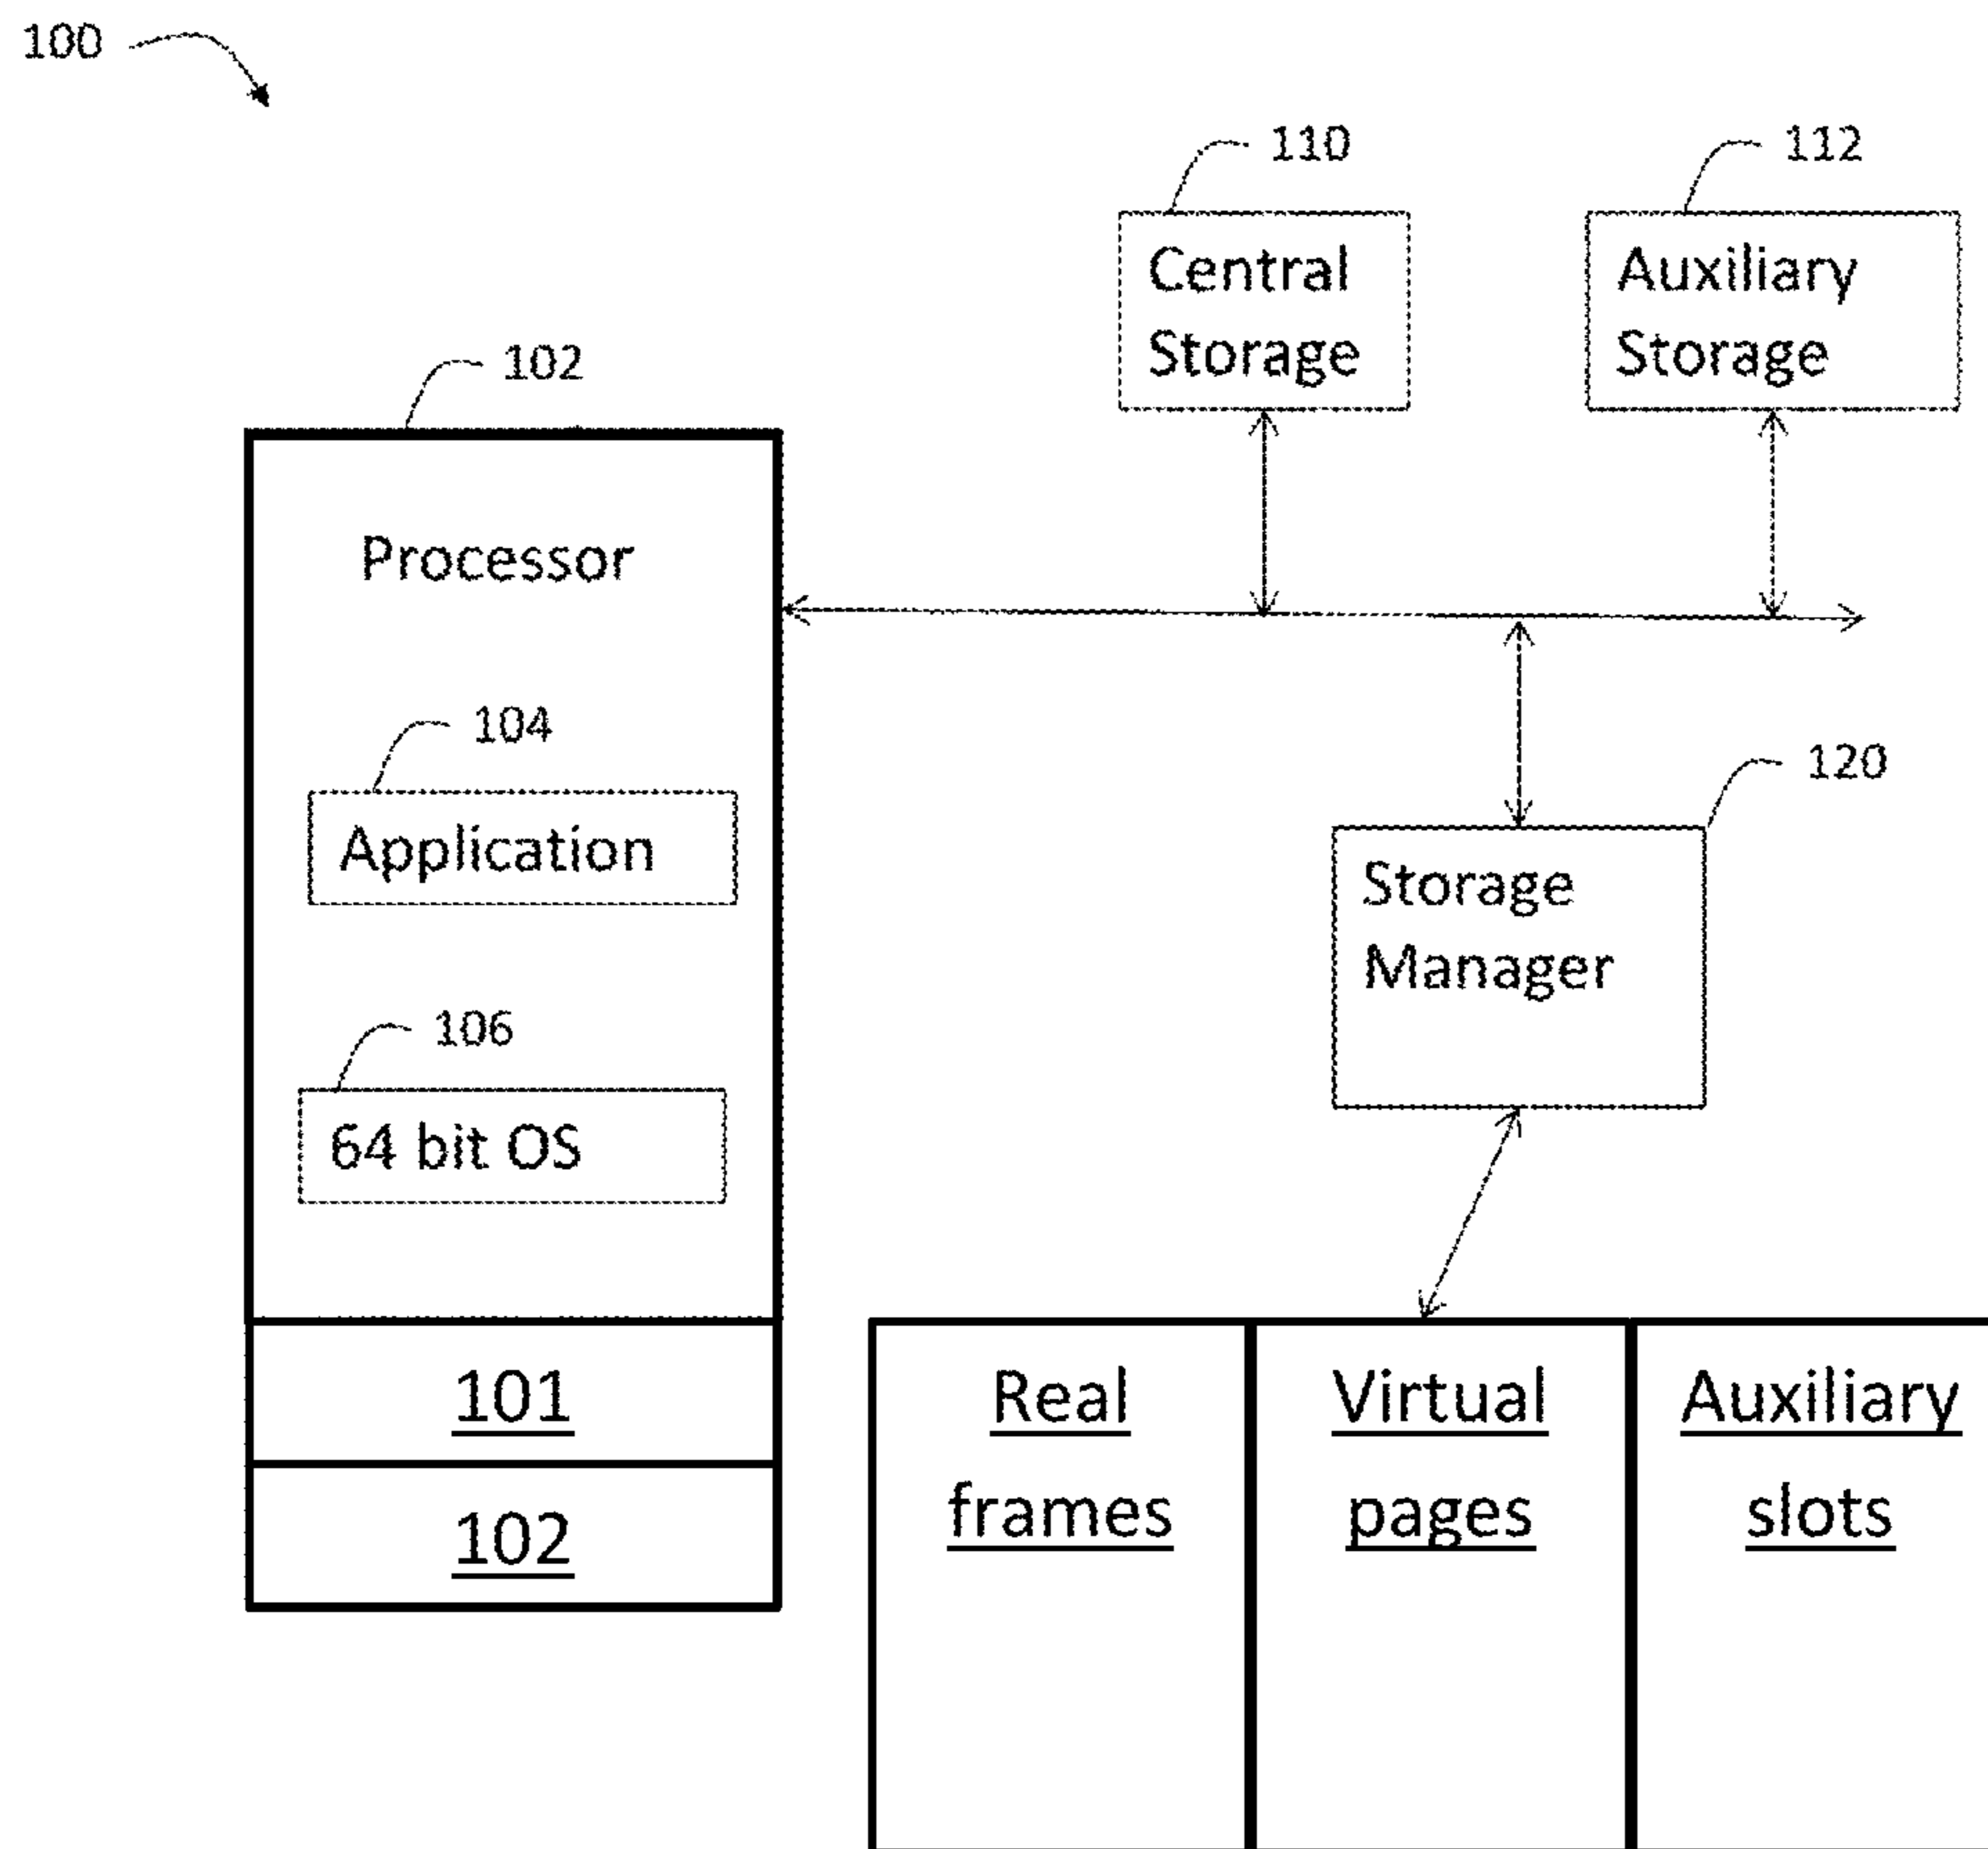 100
110
112
Central
Storage
Auxiliary
Storage
102
Processor
104
Application
120
Storage
Manager
106
64 bit OS
101
102
Real
frames
Virtual
pages
Auxiliary
slots